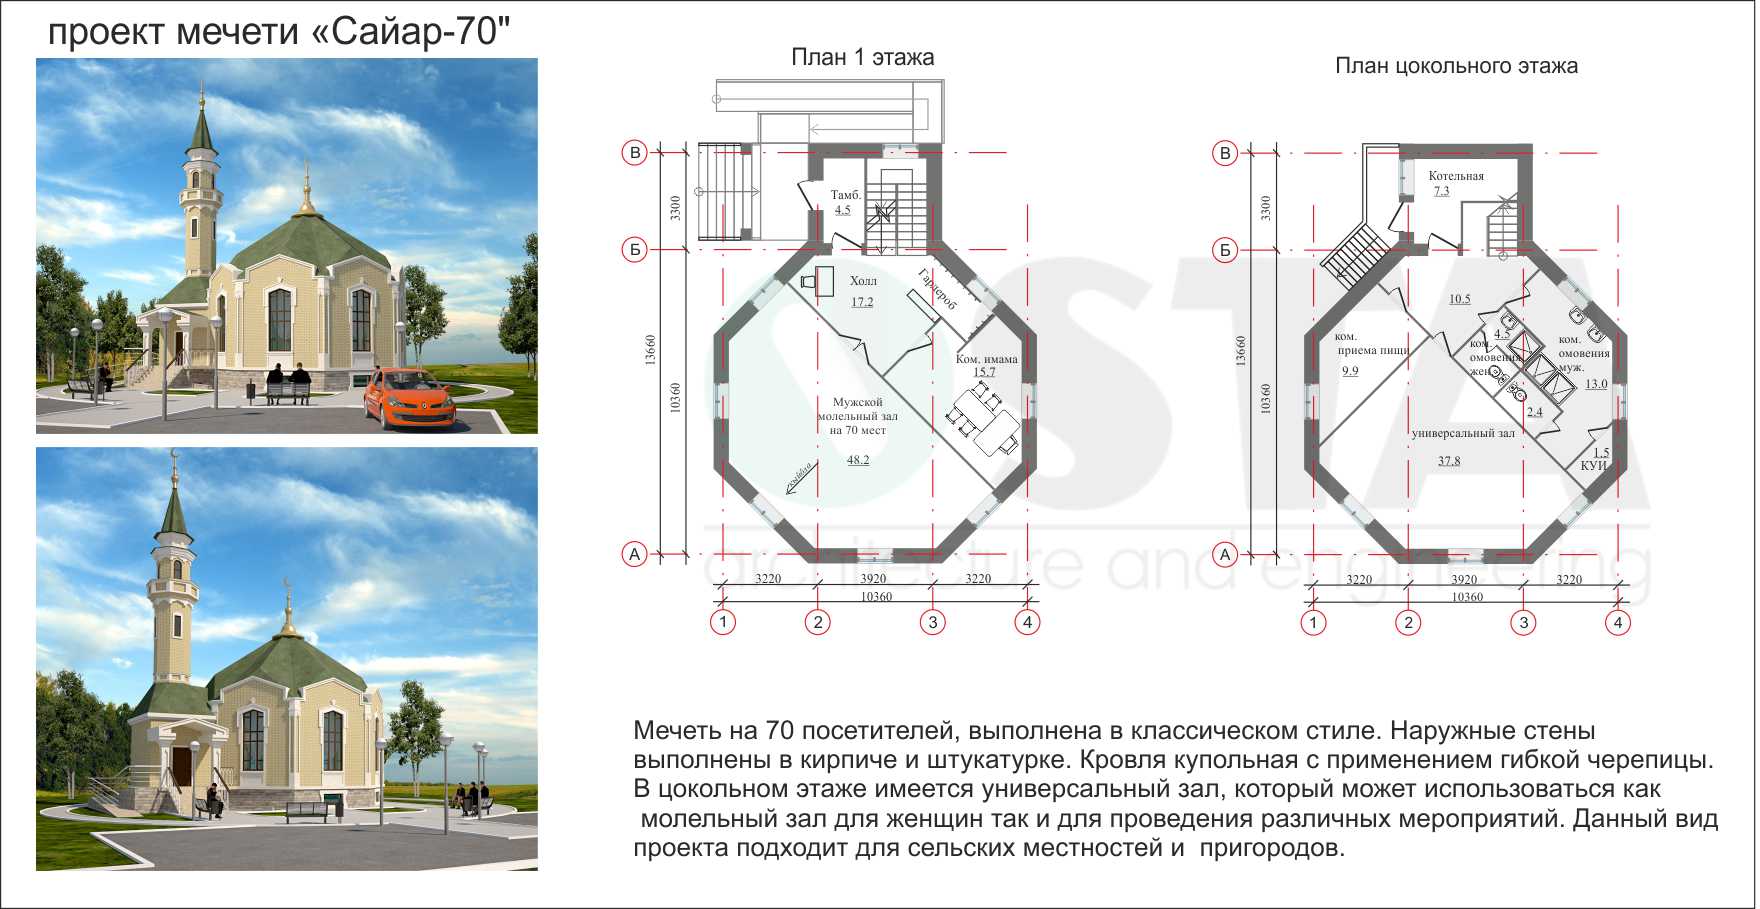 проект мечети «Сайар-70"
План 1 этажа
В
Б
А
3300
13660
10360
Тамб.
4.5
Холл
17.2
Гардероб
Ком. имама
15.7
Мужской
молельный зал
на 70 мест
48.2
кыйбла
3220
3920
3220
10360
1
2
3
4
План цокольного этажа
В
Б
А
3300
13660
10360
Котельная
7.3
10.5
4.5
ком.
приема пищи
9.9
ком.
омовения
жен.
ком.
омовения
муж.
13.0
2.4
универсальный зал
37.8
1.5
КУИ
3220
3920
3220
10360
1
2
3
4
STA
architecture and engineering
Мечеть на 70 посетителей, выполнена в классическом стиле. Наружные стены
выполнены в кирпиче и штукатурке. Кровля купольная с применением гибкой черепицы.
В цокольном этаже имеется универсальный зал, который может использоваться как
молельный зал для женщин так и для проведения различных мероприятий. Данный вид
проекта подходит для сельских местностей и пригородов.